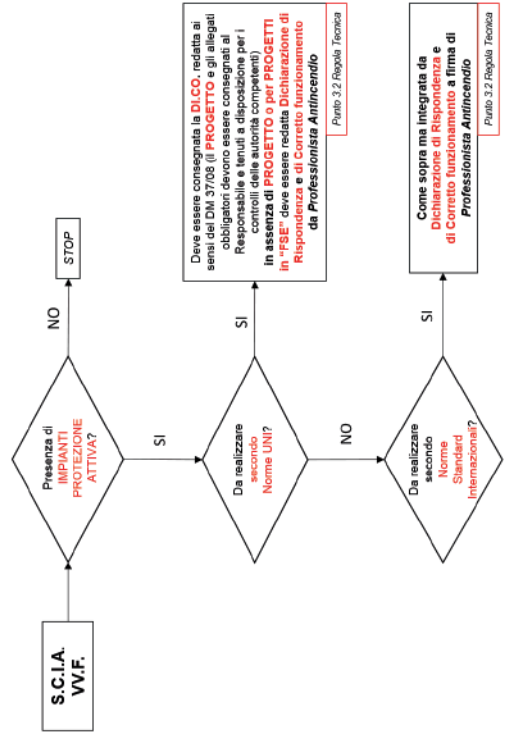 S.C.I.A.
VV.F.
Presenza di
IMPIANTI
PROTEZIONE
ATTIVA?
NO
STOP
SI
Da realizzare
secondo
Norme UNI?
SI
Deve essere consegnata la DI.CO. redatta ai
sensi del DM 37/08 (il PROGETTO e gli allegati
obbligatori devono essere consegnati al
Responsabile e tenuti a disposizione per i
controlli delle autorità competenti)
in assenza di PROGETTO o per PROGETTI
in “FSE” deve essere redatta Dichiarazione di
Rispondenza e di Corretto funzionamento
da Professionista Antincendio
Punto 3.2 Regola Tecnica
NO
Da realizzare
secondo
Norme
Standard
Internazionali?
SI
Come sopra ma integrata da
Dichiarazione di Rispondenza e
di Corretto funzionamento a firma di
Professionista Antincendio
Punto 3.2 Regola Tecnica